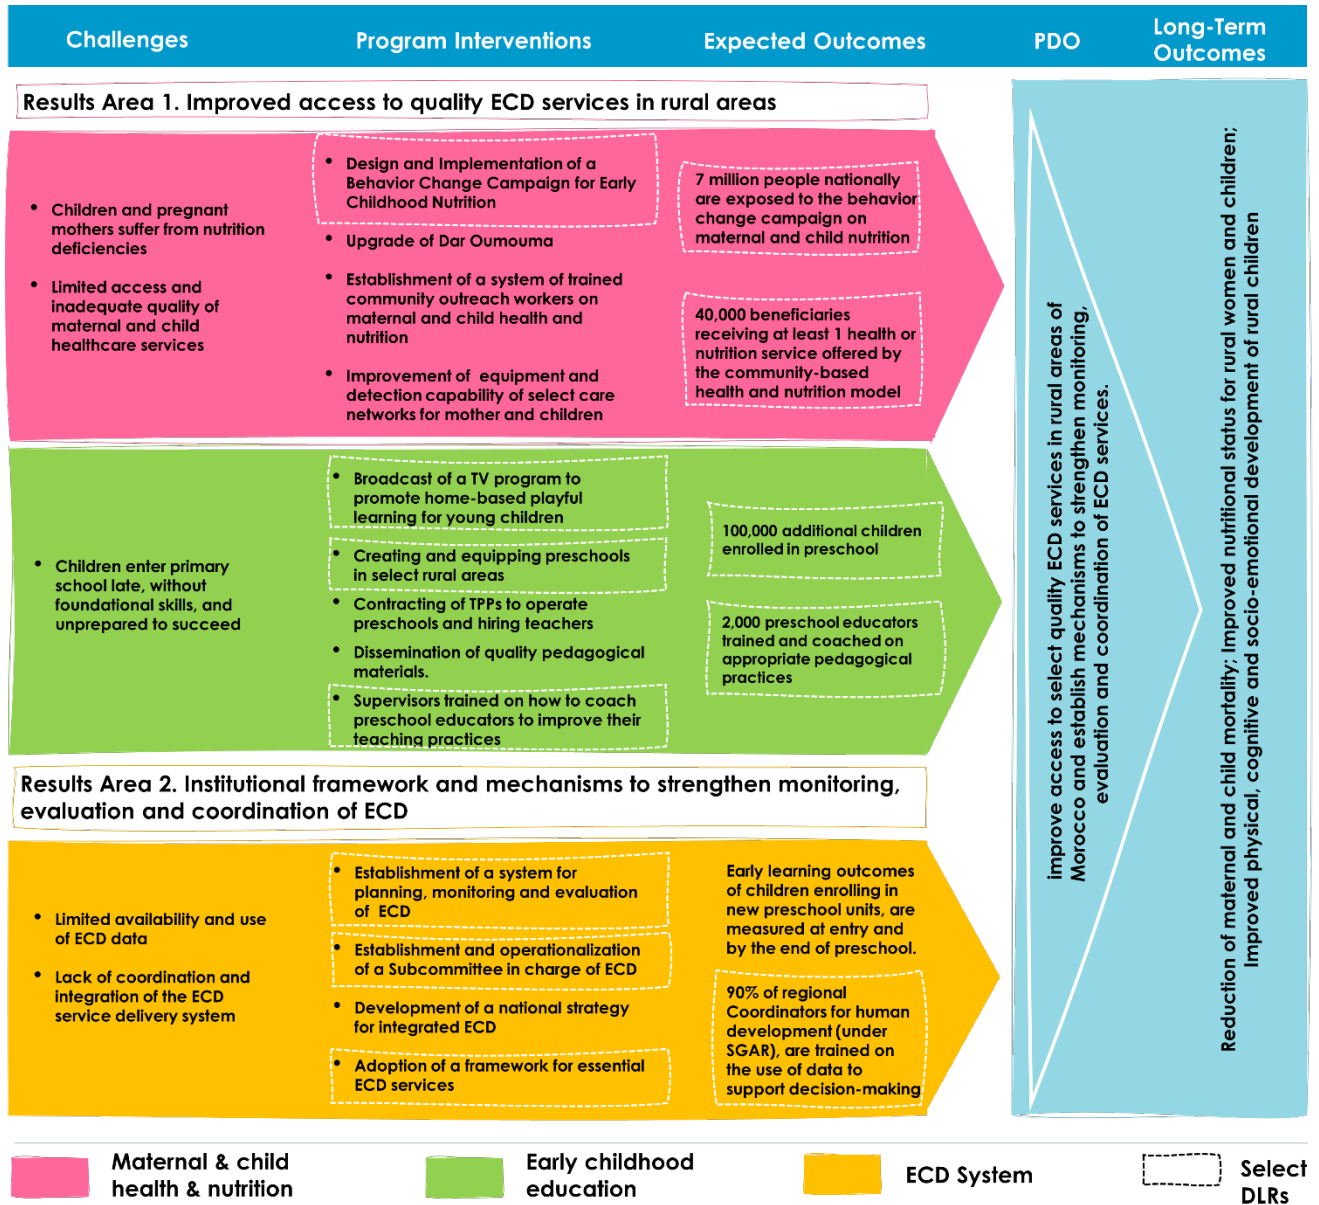 Challenges
Program Interventions
Expected Outcomes
PDO
Long-Term
Outcomes
Results Area 1. Improved access to quality ECD services in rural areas
• Children and pregnant
mothers suffer from nutrition
deficiencies
• Limited access and
inadequate quality of
maternal and child
healthcare services
• Design and Implementation of a
Behavior Change Campaign for Early
Childhood Nutrition
• Upgrade of Dar Oumouma
• Establishment of a system of trained
community outreach workers on
maternal and child health and
nutrition
• Improvement of equipment and
detection capability of select care
networks for mother and children
7 million people nationally
are exposed to the behavior
change campaign on
maternal and child nutrition
40,000 beneficiaries
receiving at least 1 health or
nutrition service offered by
the community-based
health and nutrition model
• Children enter primary
school late, without
foundational skills, and
unprepared to succeed
• Broadcast of a TV program to
promote home-based playful
learning for young children
• Creating and equipping preschools
in select rural areas
• Contracting of TPPs to operate
preschools and hiring teachers
• Dissemination of quality pedagogical
materials.
• Supervisors trained on how to coach
preschool educators to improve their
teaching practices
100,000 additional children
enrolled in preschool
2,000 preschool educators
trained and coached on
appropriate pedagogical
practices
Results Area 2. Institutional framework and mechanisms to strengthen monitoring,
evaluation and coordination of ECD
• Limited availability and use
of ECD data
• Lack of coordination and
integration of the ECD
service delivery system
• Establishment of a system for
planning, monitoring and evaluation
of ECD
• Establishment and operationalization
of a Subcommittee in charge of ECD
• Development of a national strategy
for integrated ECD
• Adoption of a framework for essential
ECD services
Early learning outcomes
of children enrolling in
new preschool units, are
measured at entry and
by the end of preschool.
90% of regional
Coordinators for human
development (under
SGAR), are trained on
the use of data to
support decision-making
improve access to select quality ECD services in rural areas of
Morocco and establish mechanisms to strengthen monitoring,
evaluation and coordination of ECD services.
Reduction of maternal and child mortality; Improved nutritional status for rural women and children;
Improved physical, cognitive and socio-emotional development of rural children
Maternal & child
health & nutrition
Early childhood
education
ECD System
Select
DLRs